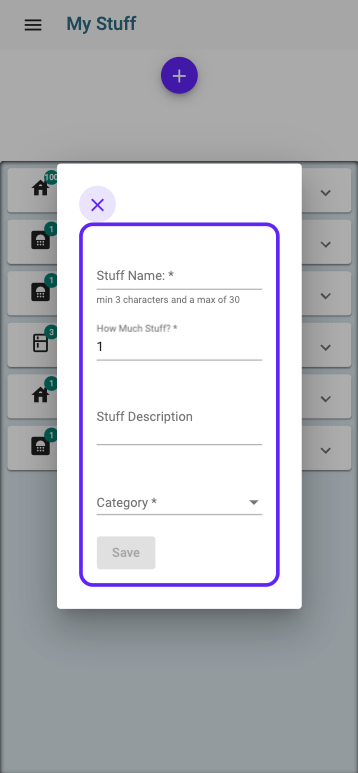 My Stuff
100
1
1
3
1
1
Stuff Name: *
min 3 characters and a max of 30
How Much Stuff? *
1
Stuff Description
Category *
Save